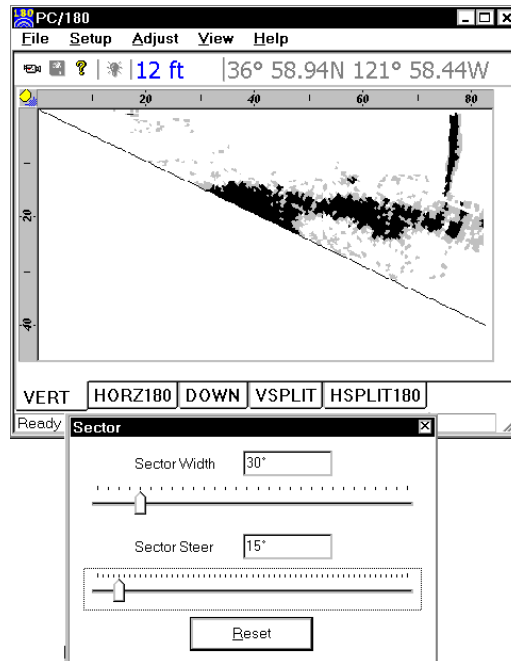 LBO PC/180
File Setup Adjust View Help
12 ft 36° 58.94N 121° 58.44W
20 40 60 80
20
40
VERT HORZ180 DOWN VSPLIT HSPLIT180
Ready
Sector
Sector Width 30°
Sector Steer 15°
Reset